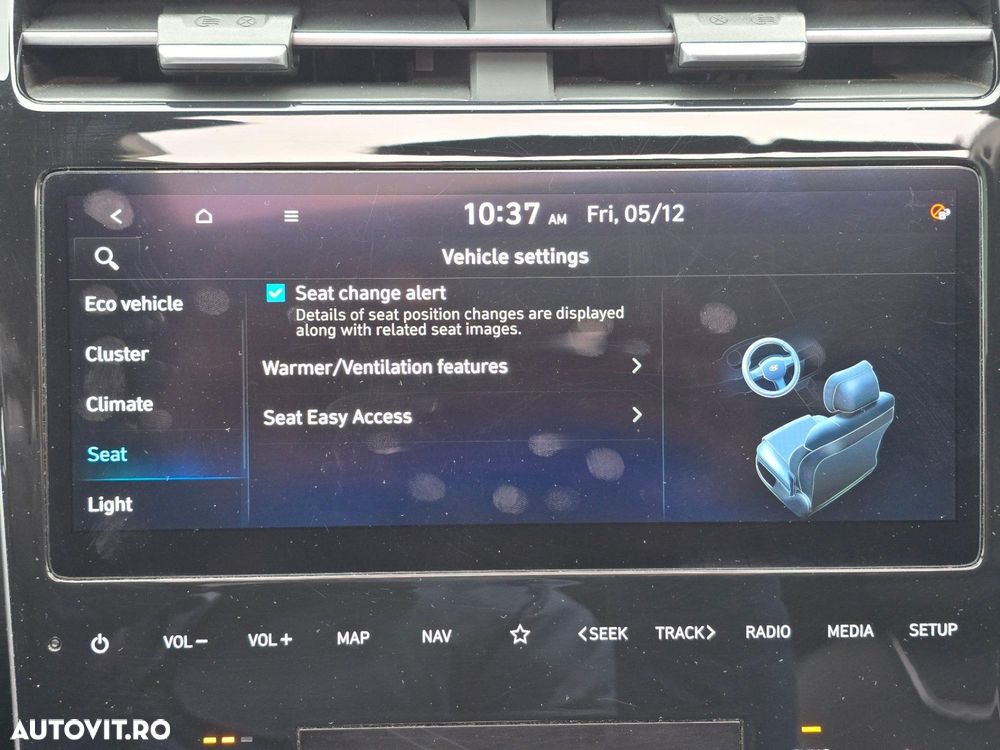 10:37 AM Fri, 05/12
Vehicle settings
Eco vehicle
Cluster
Climate
Seat
Light
Seat change alert
Details of seat position changes are displayed
along with related seat images.
Warmer/Ventilation features
Seat Easy Access
VOL− VOL+ MAP NAV <SEEK TRACK> RADIO MEDIA SETUP
AUTOVIT.RO